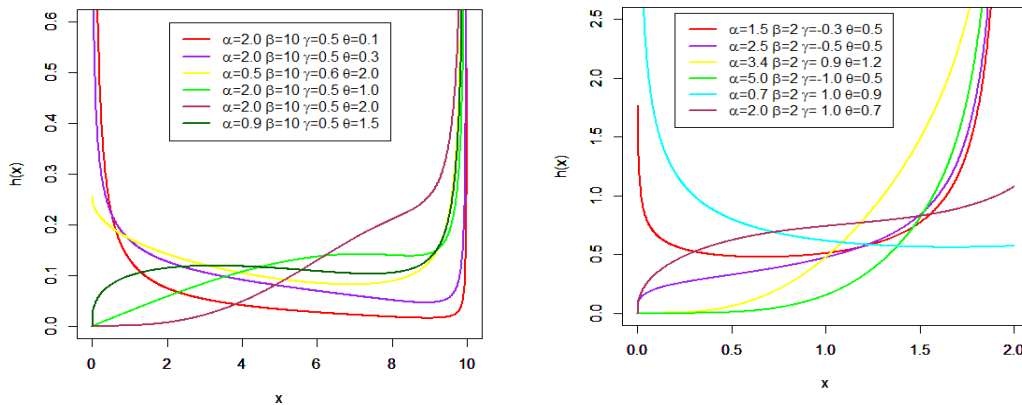 α=2.0 β=10 γ=0.5 θ=0.1
α=2.0 β=10 γ=0.5 θ=0.3
α=0.5 β=10 γ=0.6 θ=2.0
α=2.0 β=10 γ=0.5 θ=1.0
α=2.0 β=10 γ=0.5 θ=2.0
α=0.9 β=10 γ=0.5 θ=1.5
h(x)
0.6
0.5
0.4
0.3
0.2
0.1
0.0
0 2 4 6 8 10
x
α=1.5 β=2 γ=-0.3 θ=0.5
α=2.5 β=2 γ=-0.5 θ=0.5
α=3.4 β=2 γ= 0.9 θ=1.2
α=5.0 β=2 γ=-1.0 θ=0.5
α=0.7 β=2 γ= 1.0 θ=0.9
α=2.0 β=2 γ= 1.0 θ=0.7
h(x)
2.5
2.0
1.5
1.0
0.5
0.0
0.0 0.5 1.0 1.5 2.0
x